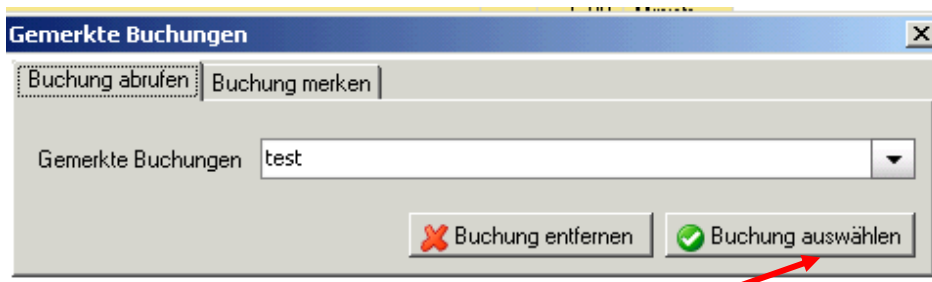 Gemerkte Buchungen
Buchung abrufen Buchung merken
Gemerkte Buchungen test
Buchung entfernen Buchung auswählen